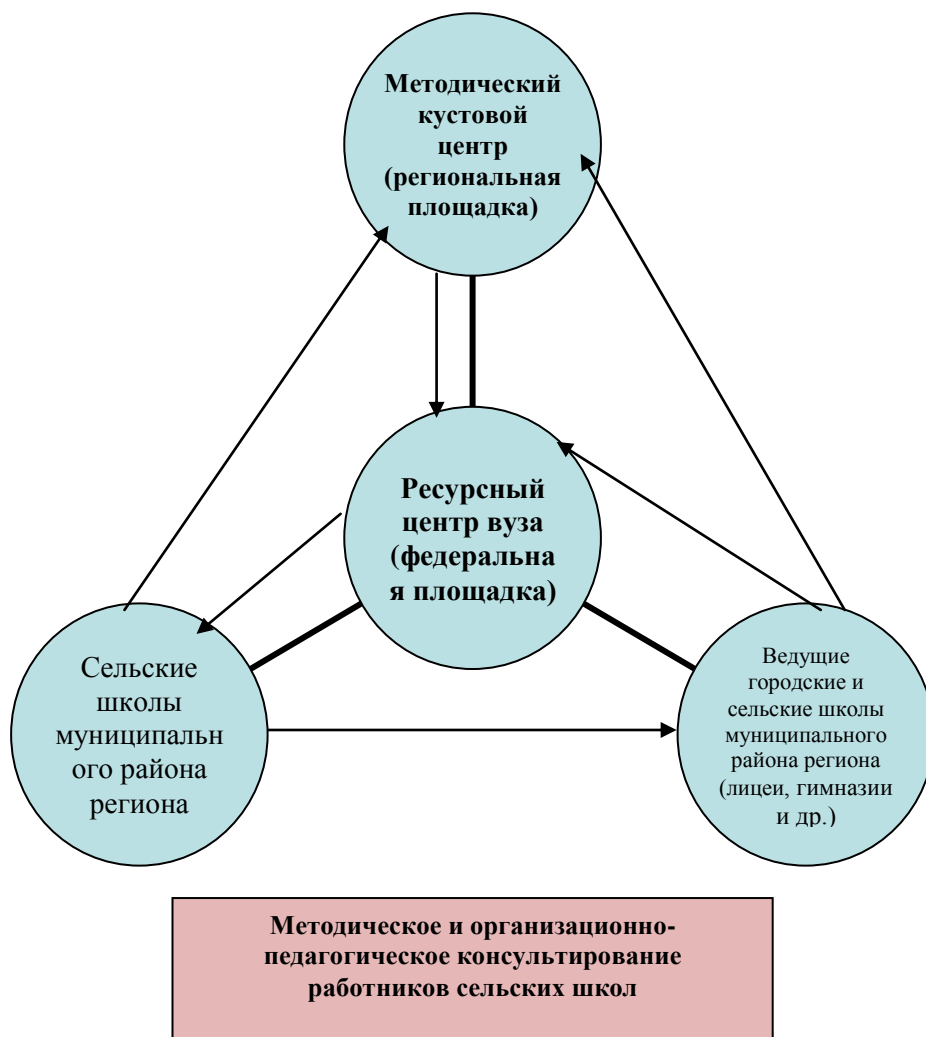 Методический
кустовой
центр
(региональная
площадка)
Ресурсный
центр вуза
(федеральна
я площадка)
Сельские
школы
муниципальн
ого района
региона
Ведущие
городские и
сельские школы
муниципального
района региона
(лицеи, гимназии
и др.)
Методическое и организационно-
педагогическое консультирование
работников сельских школ